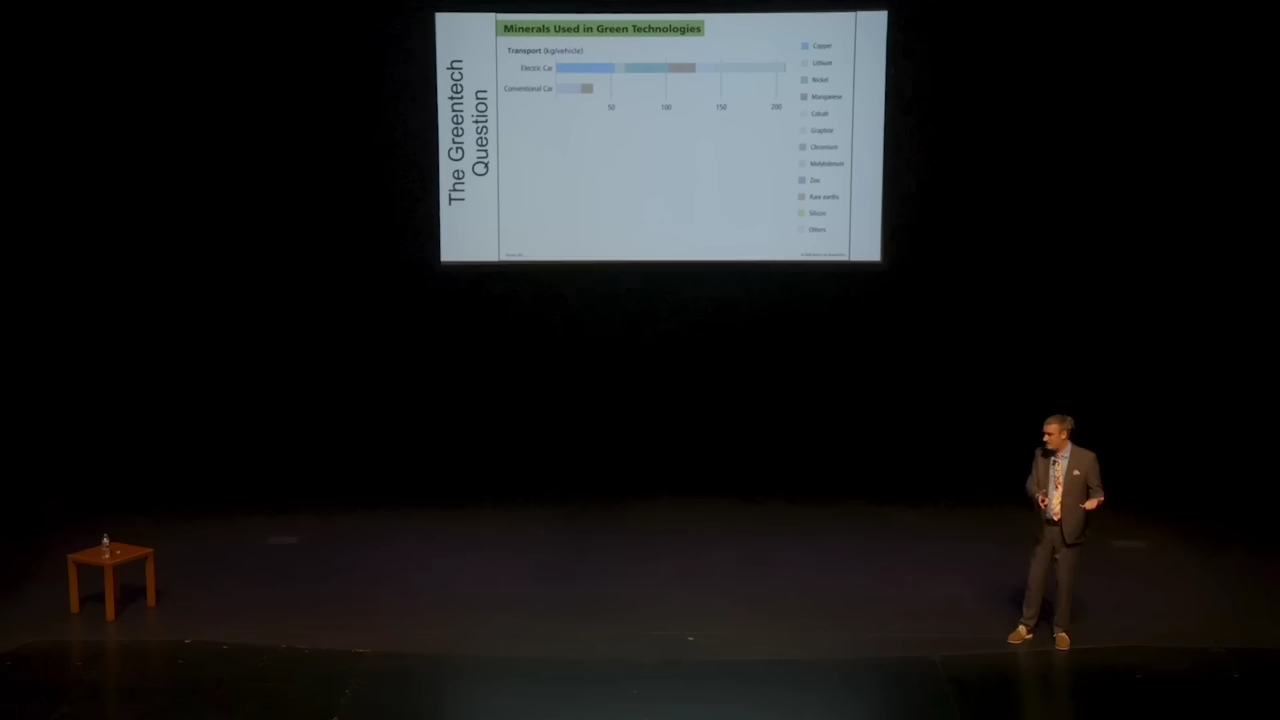 The Greentech
Question
Minerals Used in Green Technologies
Transport (kg/vehicle)
Electric Car
Conventional Car
50 100 150 200
Copper
Lithium
Nickel
Manganese
Cobalt
Graphite
Chromium
Molybdenum
Zinc
Rare earths
Silicon
Others